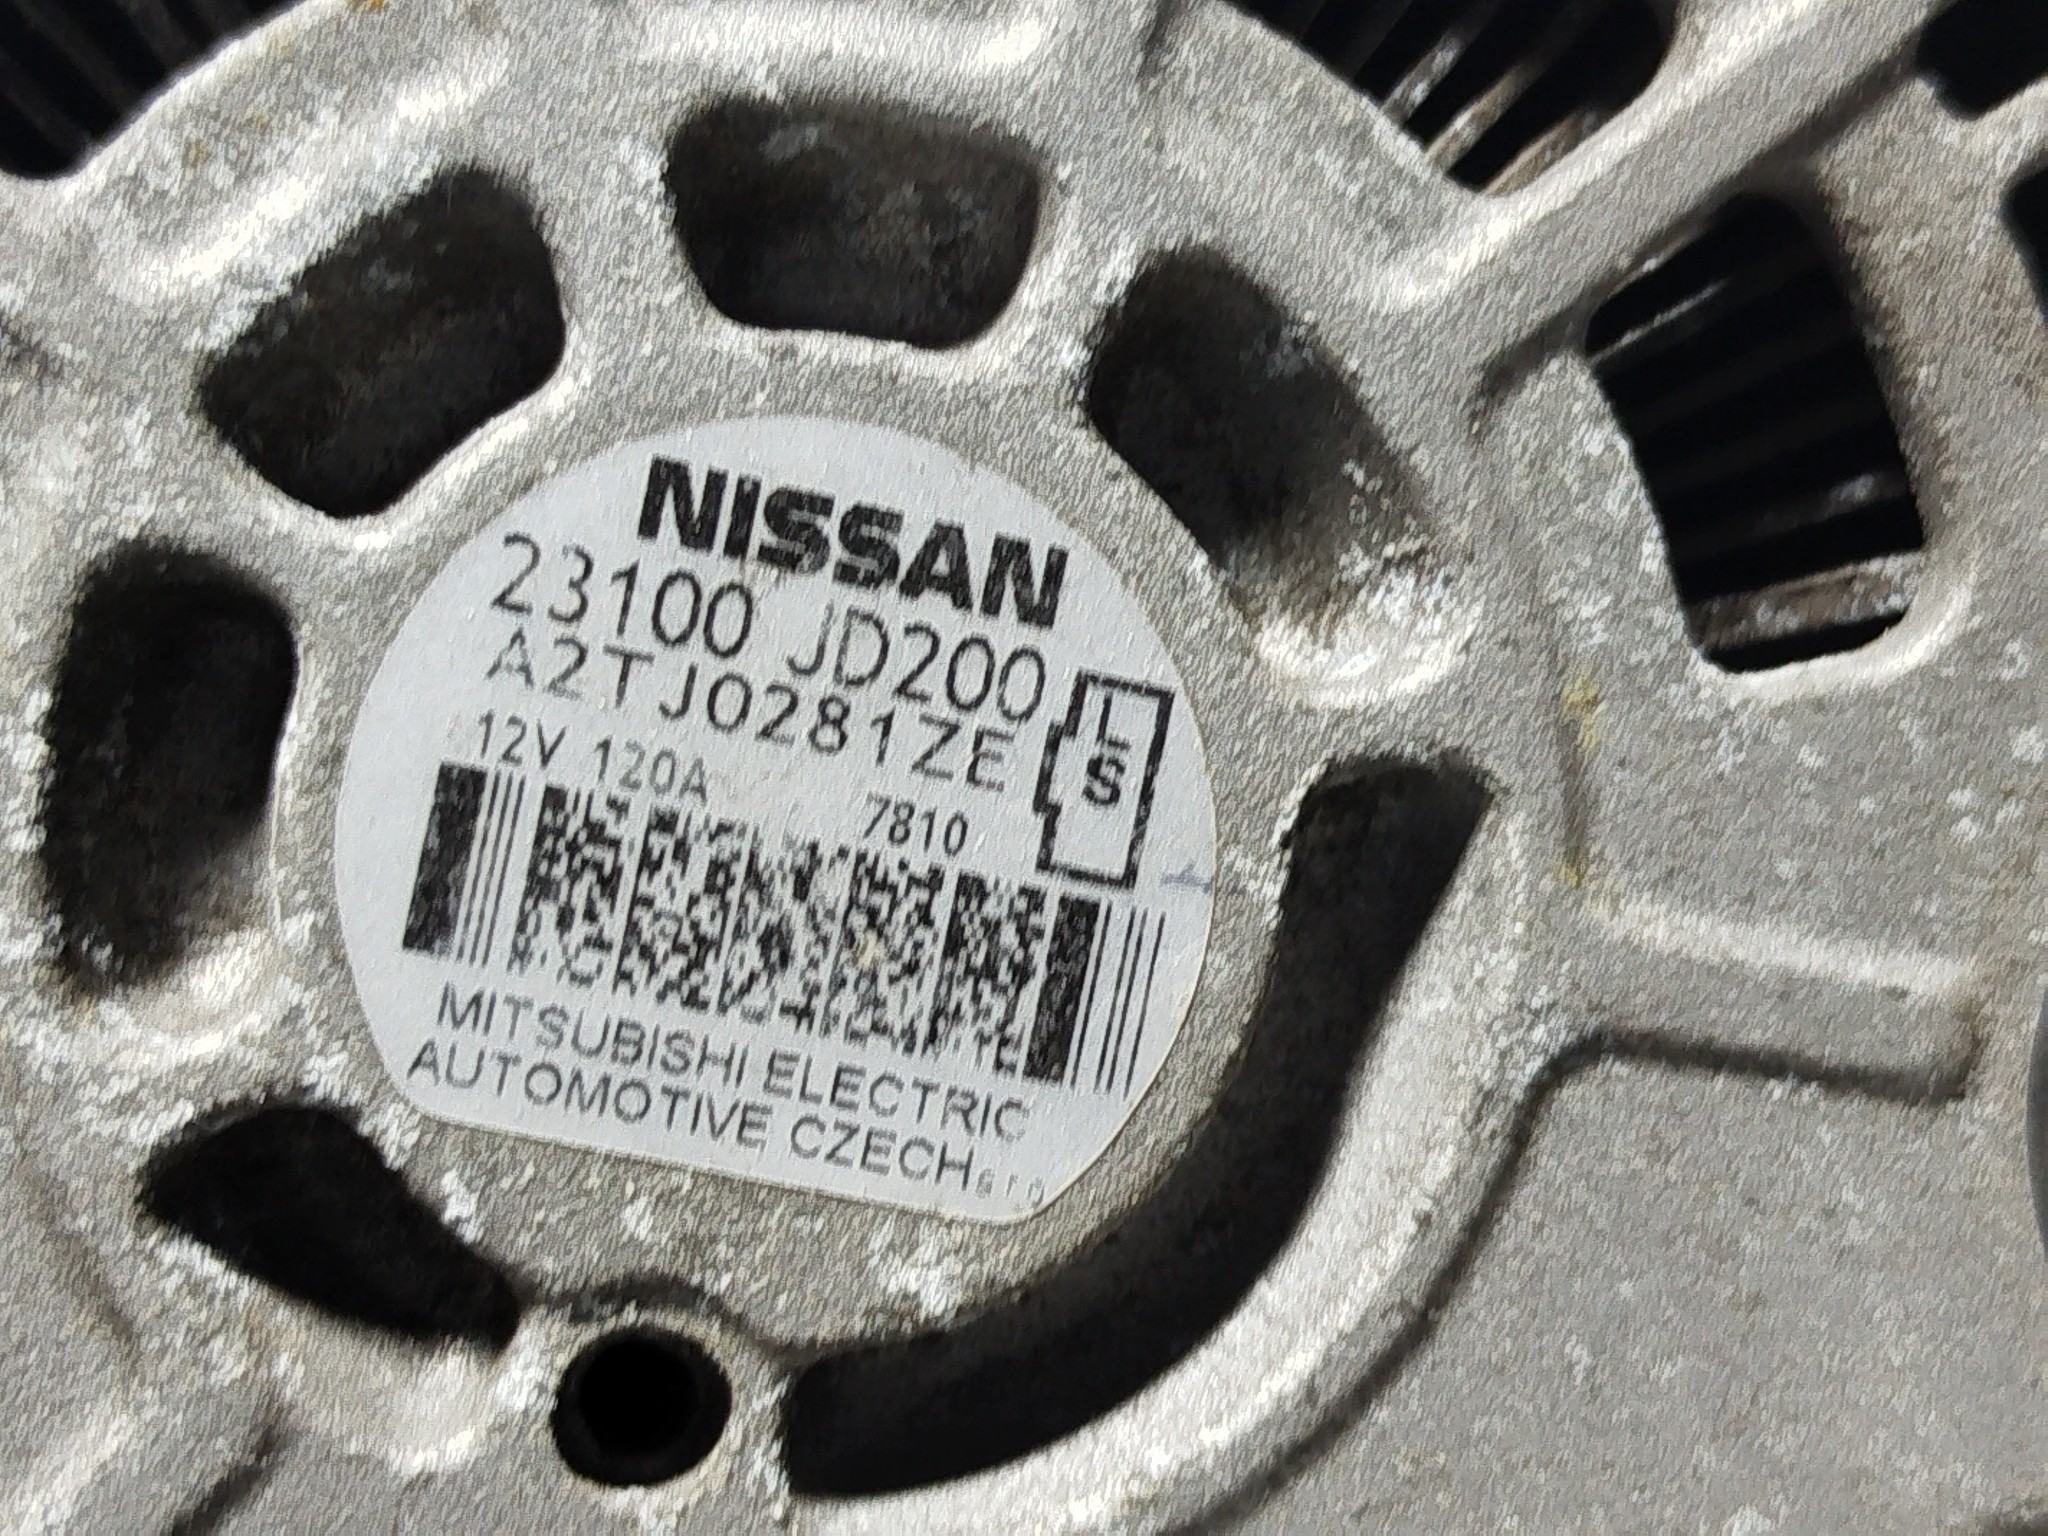 NISSAN
23100 JD200
A2TJ0281ZE
12V 120A
7810
L
S
MITSUBISHI ELECTRIC
AUTOMOTIVE CZECH s.r.o